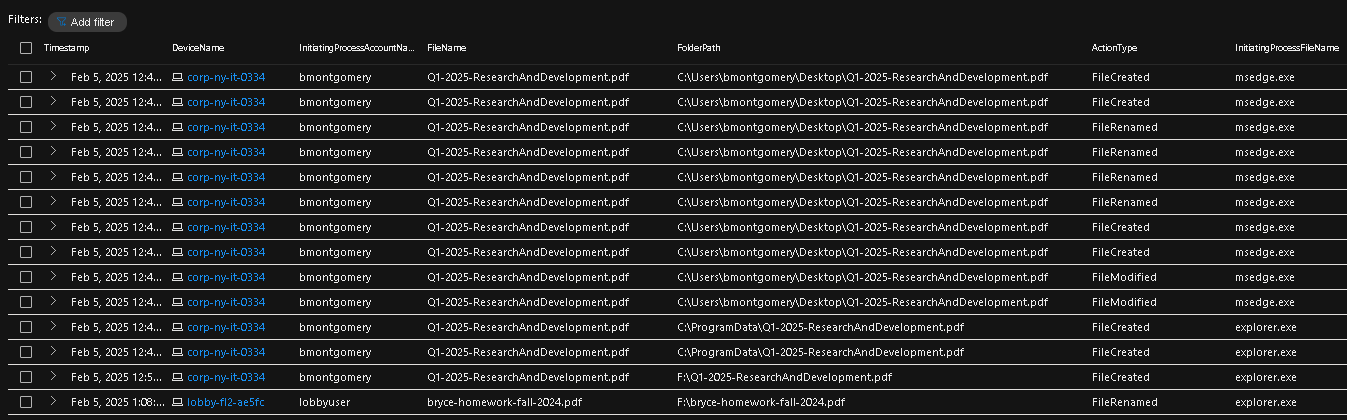 Filters: Add filter
Timestamp DeviceName InitiatingProcessAccountNa... FileName FolderPath ActionType InitiatingProcessFileName
Feb 5, 2025 12:4... corp-ny-it-0334 bmontgomery Q1-2025-ResearchAndDevelopment.pdf C:\Users\bmontgomery\Desktop\Q1-2025-ResearchAndDevelopment.pdf FileCreated msedge.exe
Feb 5, 2025 12:4... corp-ny-it-0334 bmontgomery Q1-2025-ResearchAndDevelopment.pdf C:\Users\bmontgomery\Desktop\Q1-2025-ResearchAndDevelopment.pdf FileCreated msedge.exe
Feb 5, 2025 12:4... corp-ny-it-0334 bmontgomery Q1-2025-ResearchAndDevelopment.pdf C:\Users\bmontgomery\Desktop\Q1-2025-ResearchAndDevelopment.pdf FileRenamed msedge.exe
Feb 5, 2025 12:4... corp-ny-it-0334 bmontgomery Q1-2025-ResearchAndDevelopment.pdf C:\Users\bmontgomery\Desktop\Q1-2025-ResearchAndDevelopment.pdf FileRenamed msedge.exe
Feb 5, 2025 12:4... corp-ny-it-0334 bmontgomery Q1-2025-ResearchAndDevelopment.pdf C:\Users\bmontgomery\Desktop\Q1-2025-ResearchAndDevelopment.pdf FileRenamed msedge.exe
Feb 5, 2025 12:4... corp-ny-it-0334 bmontgomery Q1-2025-ResearchAndDevelopment.pdf C:\Users\bmontgomery\Desktop\Q1-2025-ResearchAndDevelopment.pdf FileRenamed msedge.exe
Feb 5, 2025 12:4... corp-ny-it-0334 bmontgomery Q1-2025-ResearchAndDevelopment.pdf C:\Users\bmontgomery\Desktop\Q1-2025-ResearchAndDevelopment.pdf FileCreated msedge.exe
Feb 5, 2025 12:4... corp-ny-it-0334 bmontgomery Q1-2025-ResearchAndDevelopment.pdf C:\Users\bmontgomery\Desktop\Q1-2025-ResearchAndDevelopment.pdf FileCreated msedge.exe
Feb 5, 2025 12:4... corp-ny-it-0334 bmontgomery Q1-2025-ResearchAndDevelopment.pdf C:\Users\bmontgomery\Desktop\Q1-2025-ResearchAndDevelopment.pdf FileModified msedge.exe
Feb 5, 2025 12:4... corp-ny-it-0334 bmontgomery Q1-2025-ResearchAndDevelopment.pdf C:\Users\bmontgomery\Desktop\Q1-2025-ResearchAndDevelopment.pdf FileModified msedge.exe
Feb 5, 2025 12:4... corp-ny-it-0334 bmontgomery Q1-2025-ResearchAndDevelopment.pdf C:\ProgramData\Q1-2025-ResearchAndDevelopment.pdf FileCreated explorer.exe
Feb 5, 2025 12:4... corp-ny-it-0334 bmontgomery Q1-2025-ResearchAndDevelopment.pdf C:\ProgramData\Q1-2025-ResearchAndDevelopment.pdf FileCreated explorer.exe
Feb 5, 2025 12:5... corp-ny-it-0334 bmontgomery Q1-2025-ResearchAndDevelopment.pdf F:\Q1-2025-ResearchAndDevelopment.pdf FileCreated explorer.exe
Feb 5, 2025 1:08:... lobby-fl2-ae5fc lobbyuser bryce-homework-fall-2024.pdf F:\bryce-homework-fall-2024.pdf FileRenamed explorer.exe